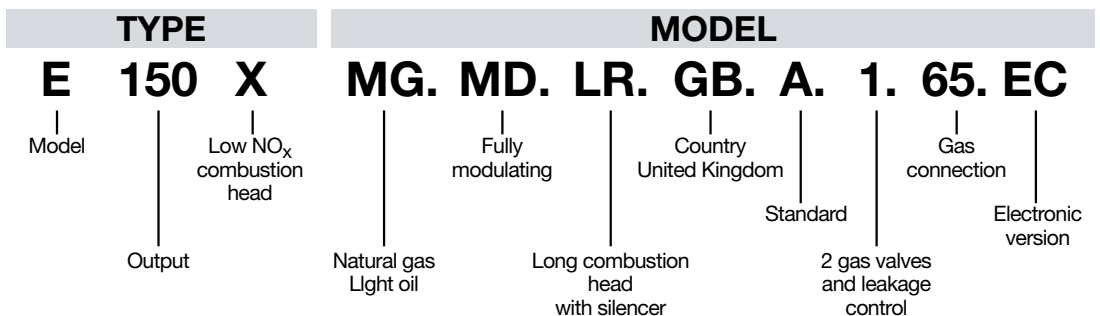 TYPE MODEL
E 150 X MG. MD. LR. GB. A. 1. 65. EC
Model
Low NOX
combustion
head
Fully
modulating
Country
United Kingdom
Gas
connection
Standard
Electronic
version
Output
Natural gas
LIght oil
Long combustion
head
with silencer
2 gas valves
and leakage
control